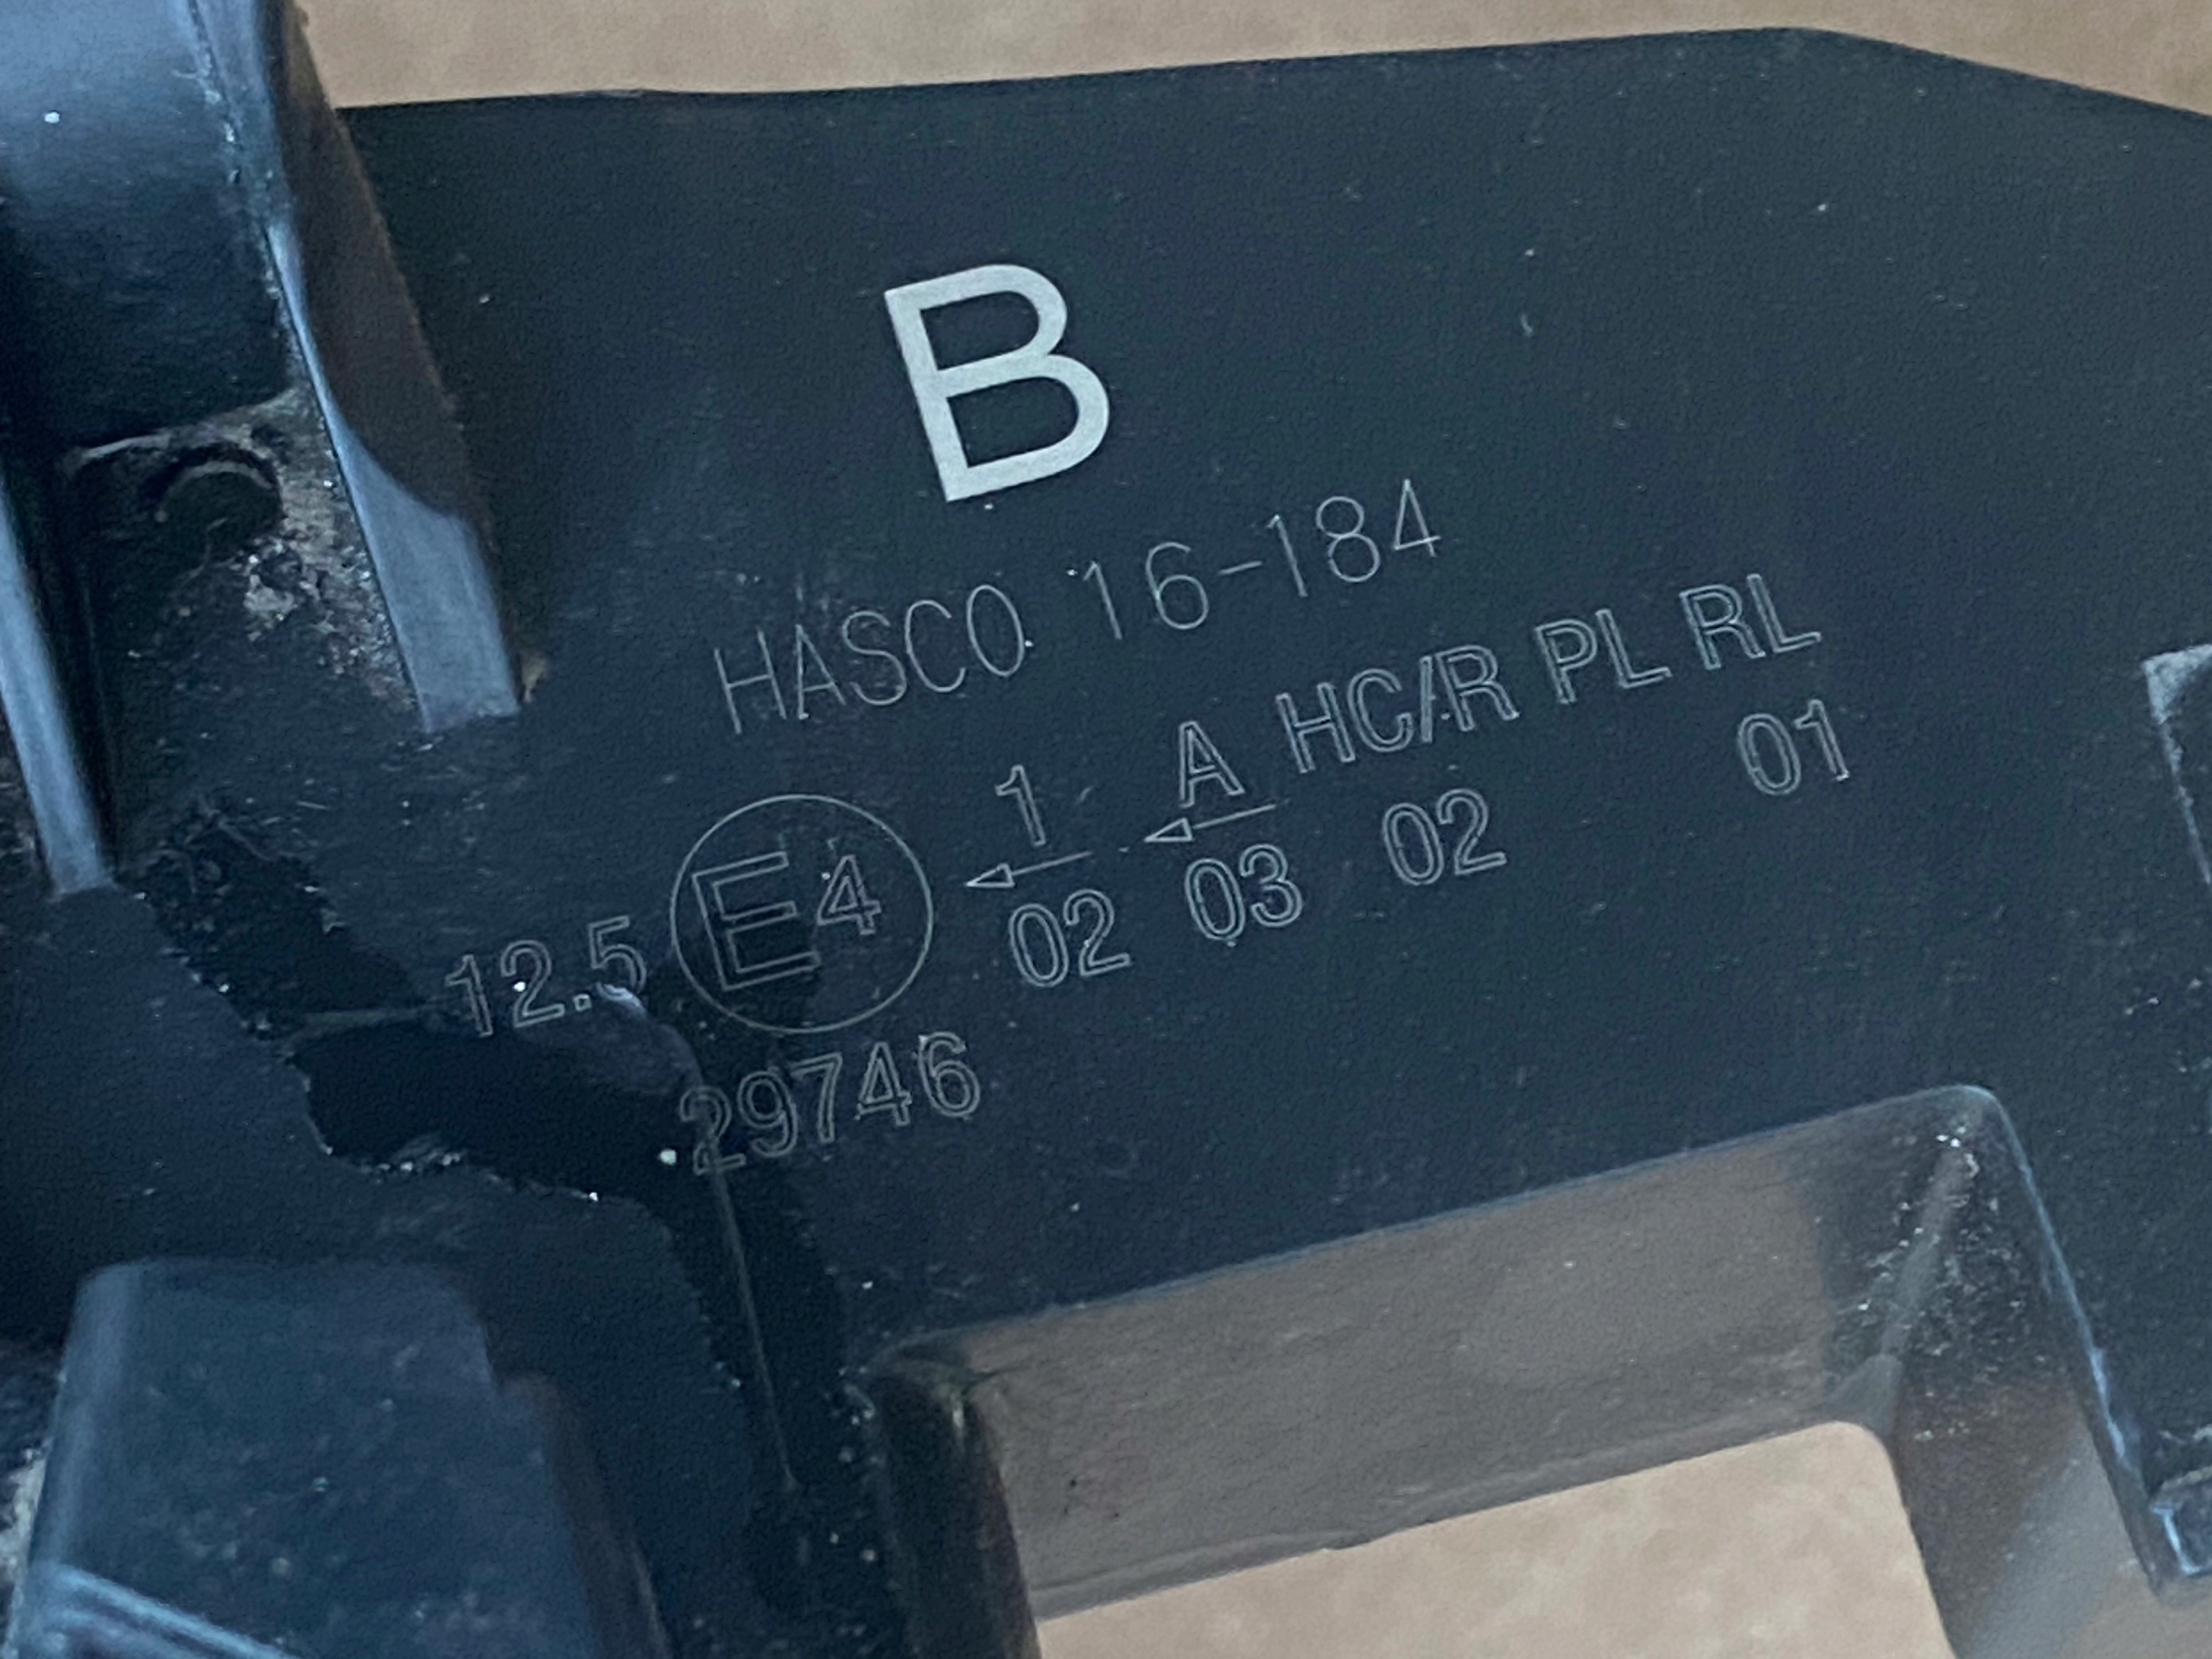 B
HASCO 16-184
1 A HC/R PL RL
12.5 E4 02 03 02 01
29746